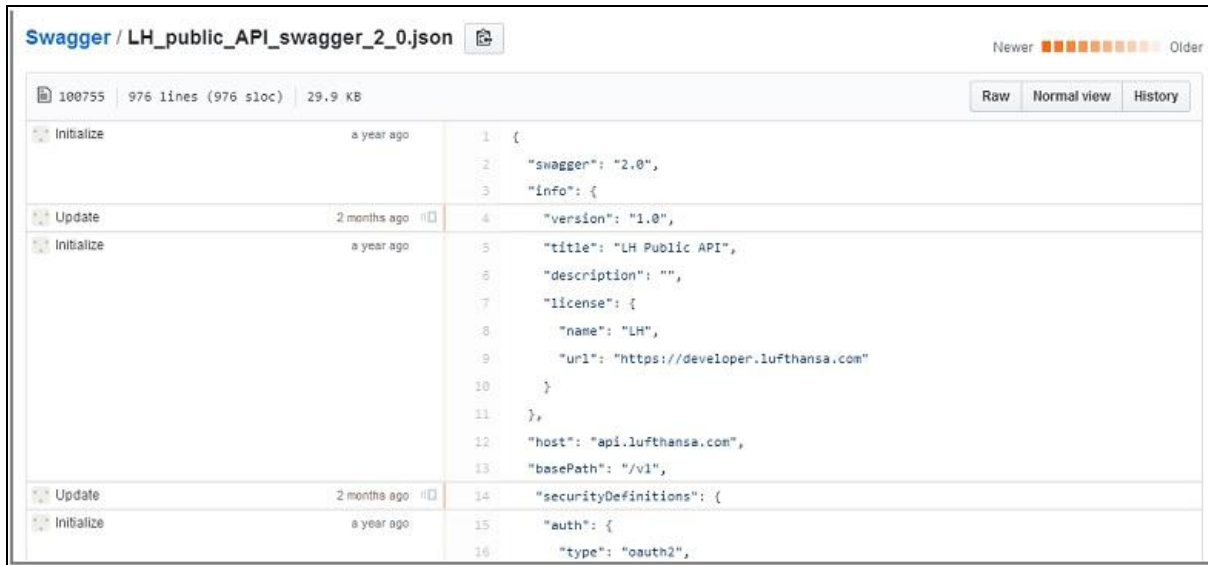 Swagger / LH_public_API_swagger_2_0.json
Newer Older
100755 976 lines (976 sloc) 29.9 KB Raw Normal view History
Initialize a year ago 1 {
2 "swagger": "2.0",
3 "info": {
Update 2 months ago 4 "version": "1.0",
Initialize a year ago 5 "title": "LH Public API",
6 "description": "",
7 "license": {
8 "name": "LH",
9 "url": "https://developer.lufthansa.com"
10 }
11 },
12 "host": "api.lufthansa.com",
13 "basePath": "/v1",
Update 2 months ago 14 "securityDefinitions": {
Initialize a year ago 15 "auth": {
16 "type": "oauth2",